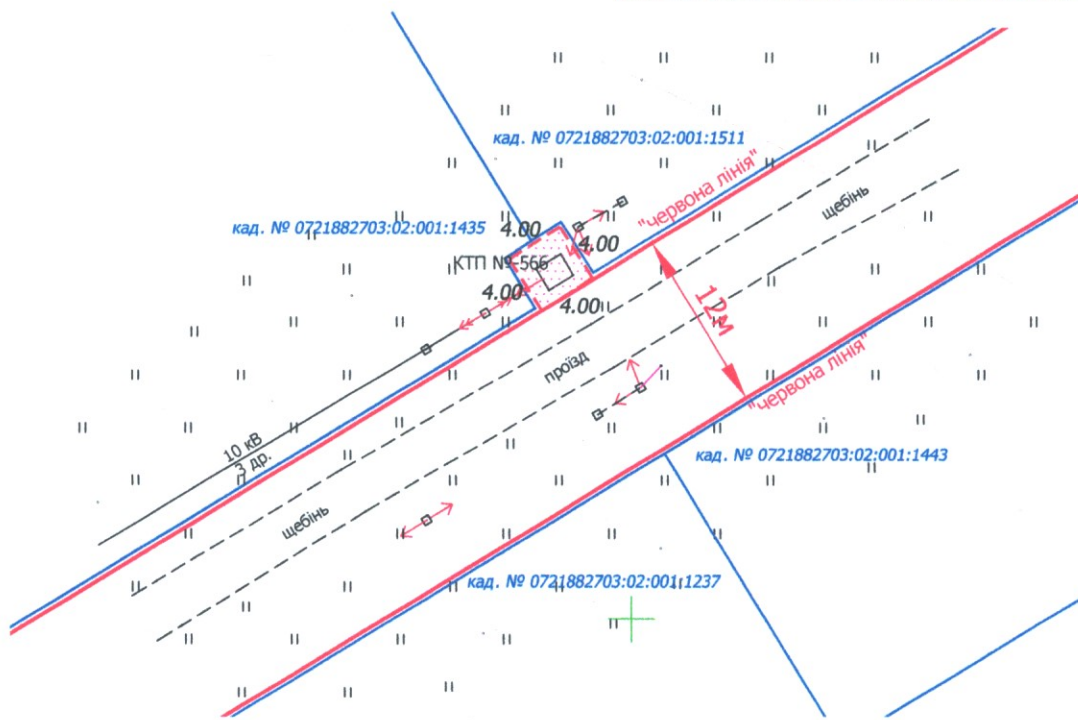 кад. № 0721882703:02:001:1511
"червона лінія"
щебінь
кад. № 0721882703:02:001:1435
4.00
4.00
КТП № 566
4.00
4.00
12м
проїзд
"червона лінія"
10 кВ
3 др.
кад. № 0721882703:02:001:1443
щебінь
кад. № 0721882703:02:001:1237